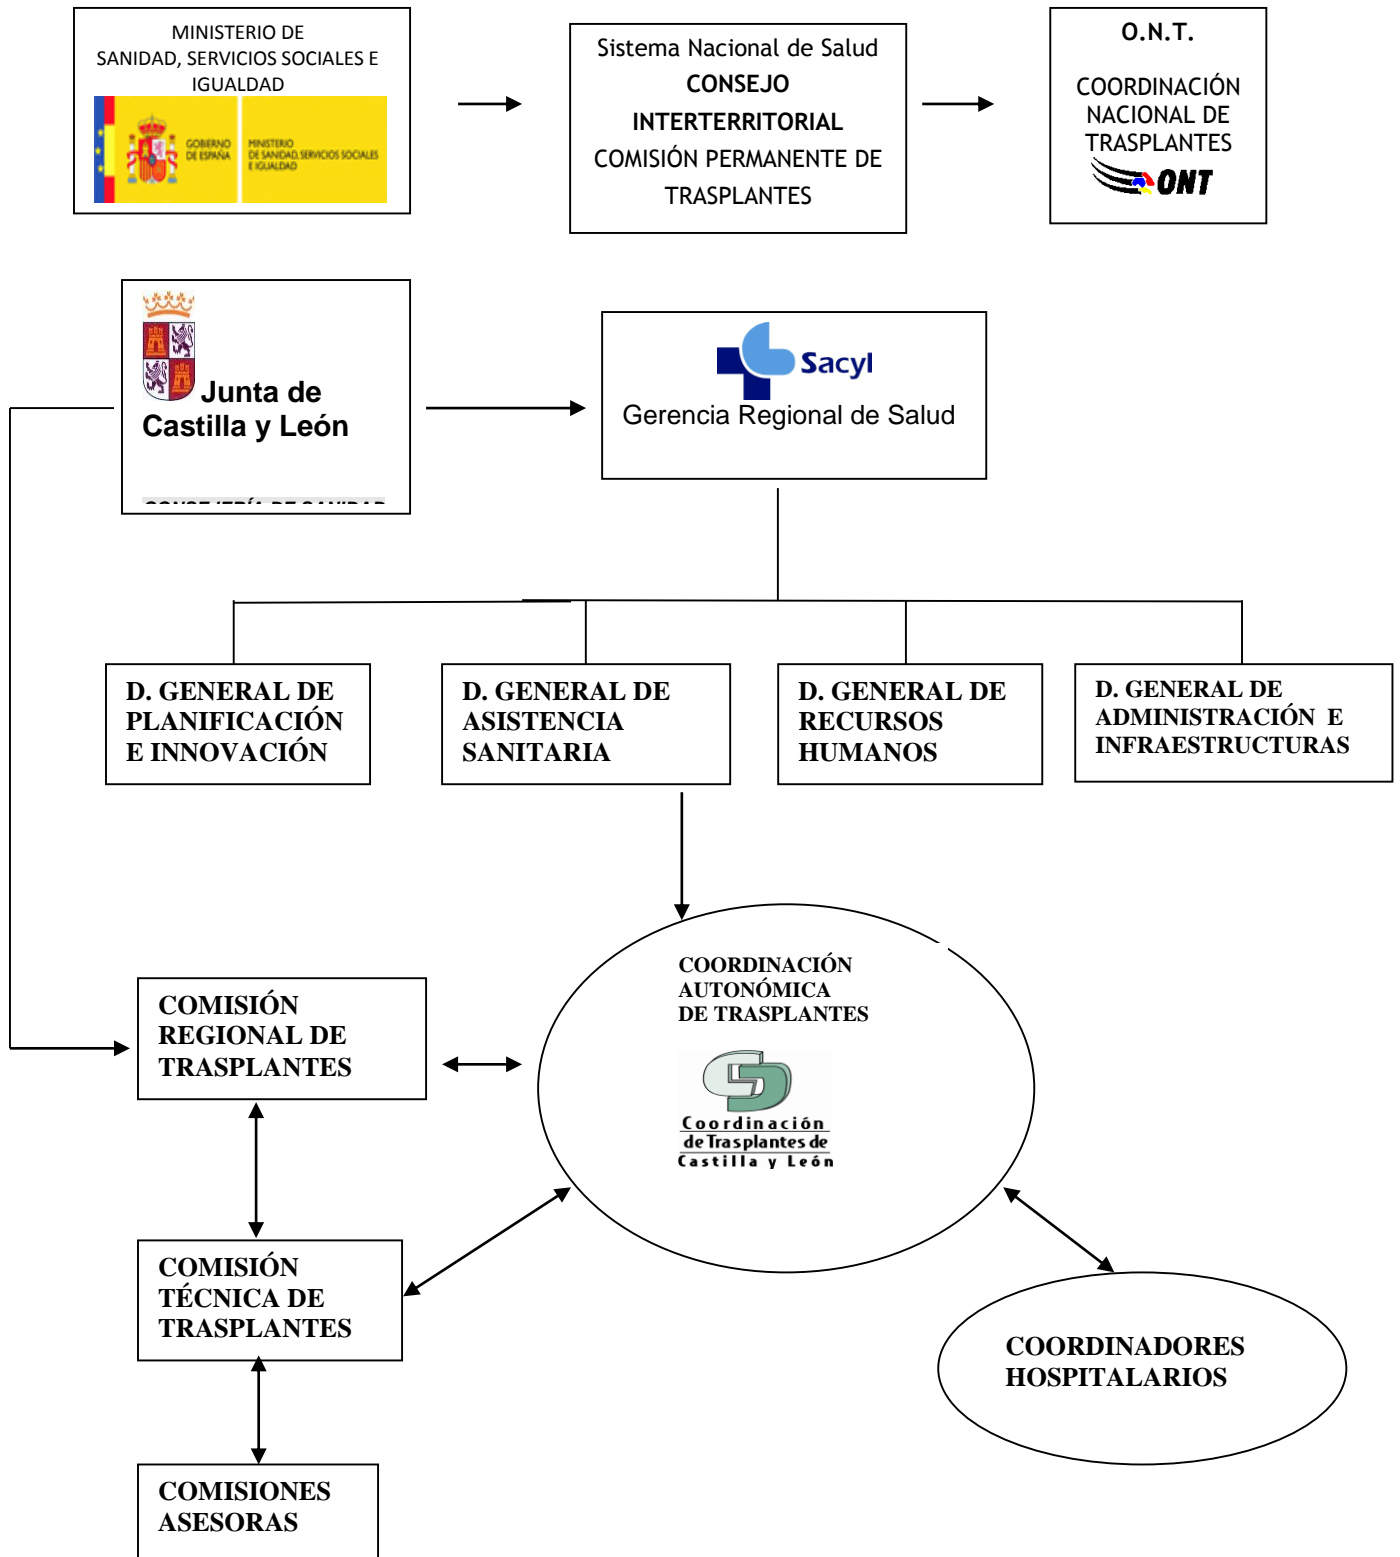 MINISTERIO DE
SANIDAD, SERVICIOS SOCIALES E
IGUALDAD
GOBIERNO
DE ESPAÑA
MINISTERIO
DE SANIDAD, SERVICIOS SOCIALES
E IGUALDAD
Sistema Nacional de Salud
CONSEJO
INTERTERRITORIAL
COMISIÓN PERMANENTE DE
TRASPLANTES
O.N.T.
COORDINACIÓN
NACIONAL DE
TRASPLANTES
ONT
Junta de
Castilla y León
CONSEJERÍA DE SANIDAD
Sacyl
Gerencia Regional de Salud
D. GENERAL DE
PLANIFICACIÓN
E INNOVACIÓN
D. GENERAL DE
ASISTENCIA
SANITARIA
D. GENERAL DE
RECURSOS
HUMANOS
D. GENERAL DE
ADMINISTRACIÓN E
INFRAESTRUCTURAS
COORDINACIÓN
AUTONÓMICA
DE TRASPLANTES
Coordinación
de Trasplantes de
Castilla y León
COMISIÓN
REGIONAL DE
TRASPLANTES
COMISIÓN
TÉCNICA DE
TRASPLANTES
COORDINADORES
HOSPITALARIOS
COMISIONES
ASESORAS